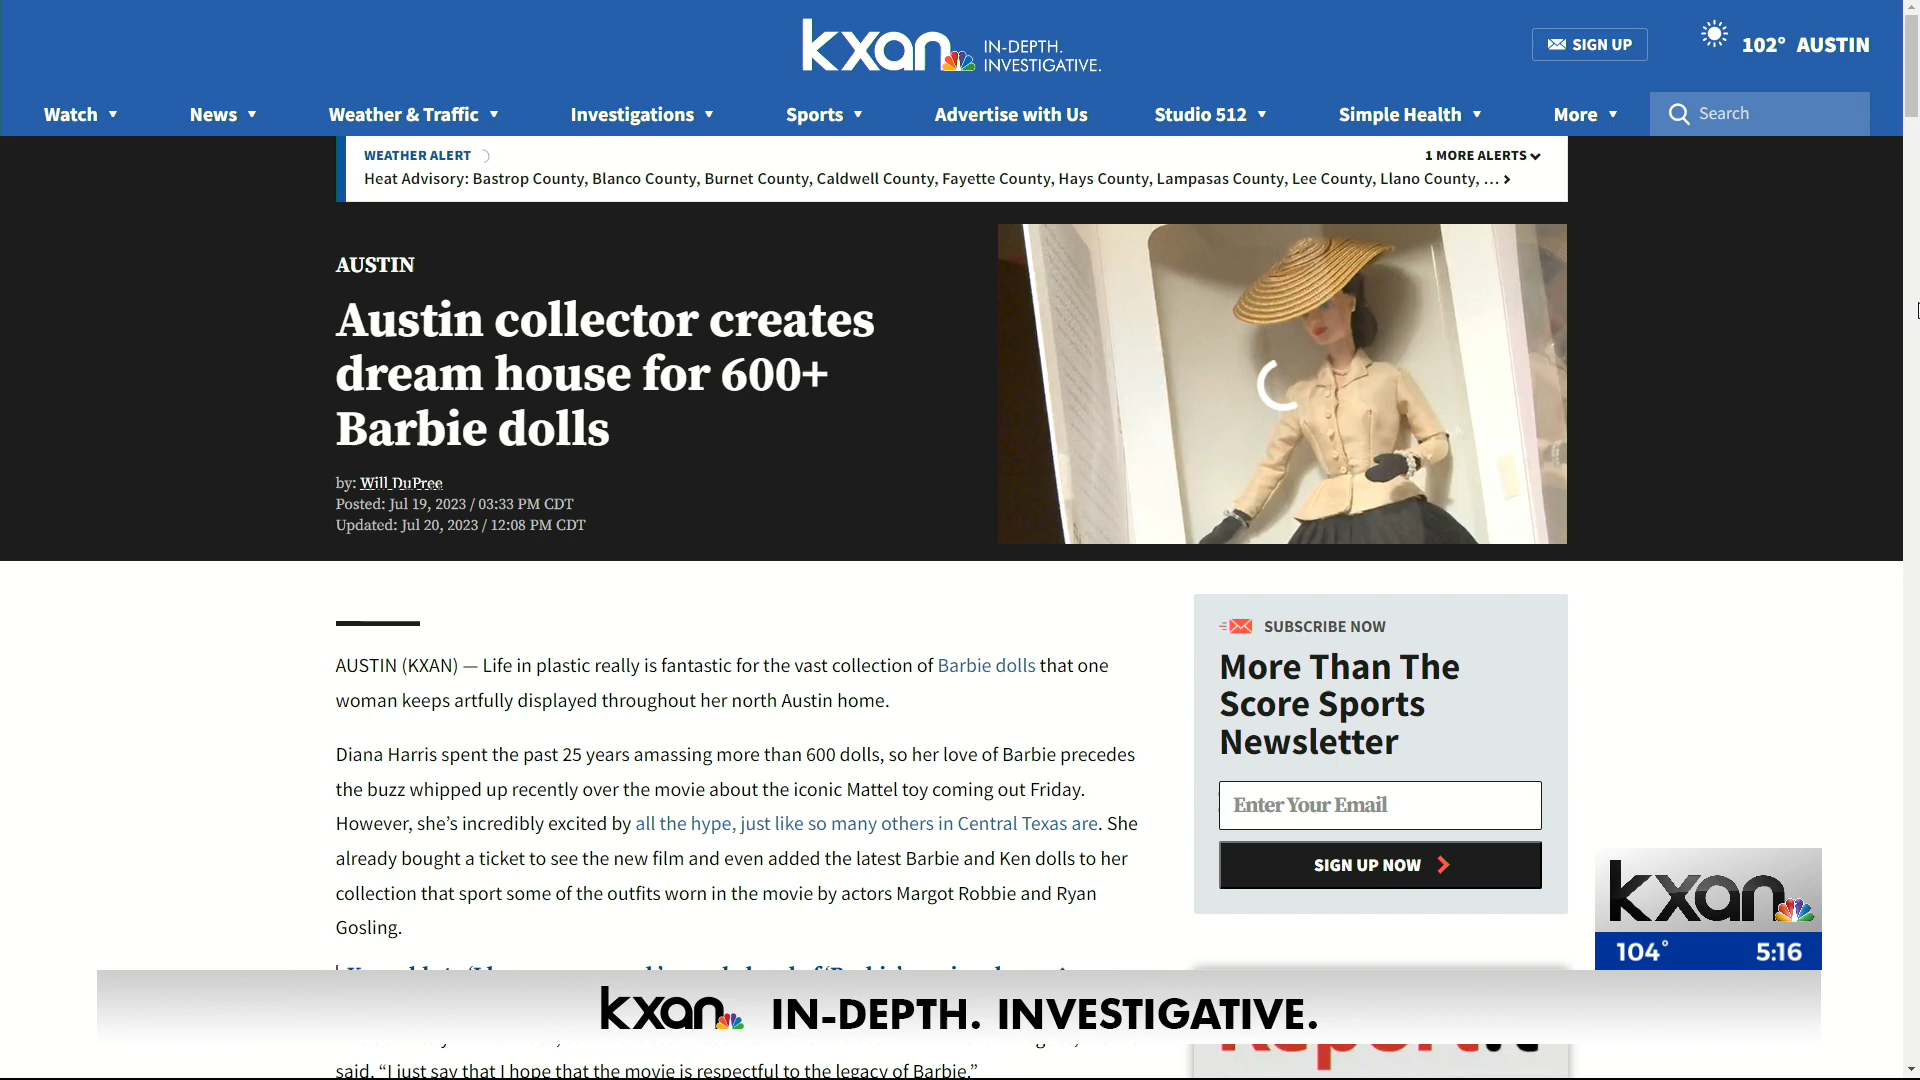 kxan IN-DEPTH.
INVESTIGATIVE.
SIGN UP
102° AUSTIN
Watch News Weather & Traffic Investigations Sports Advertise with Us Studio 512 Simple Health More Search
WEATHER ALERT
1 MORE ALERTS
Heat Advisory: Bastrop County, Blanco County, Burnet County, Caldwell County, Fayette County, Hays County, Lampasas County, Lee County, Llano County, …
AUSTIN
Austin collector creates
dream house for 600+
Barbie dolls
by: Will DuPree
Posted: Jul 19, 2023 / 03:33 PM CDT
Updated: Jul 20, 2023 / 12:08 PM CDT
AUSTIN (KXAN) — Life in plastic really is fantastic for the vast collection of Barbie dolls that one
woman keeps artfully displayed throughout her north Austin home.
Diana Harris spent the past 25 years amassing more than 600 dolls, so her love of Barbie precedes
the buzz whipped up recently over the movie about the iconic Mattel toy coming out Friday.
However, she’s incredibly excited by all the hype, just like so many others in Central Texas are. She
already bought a ticket to see the new film and even added the latest Barbie and Ken dolls to her
collection that sport some of the outfits worn in the movie by actors Margot Robbie and Ryan
Gosling.
said. “I just say that I hope that the movie is respectful to the legacy of Barbie.”
SUBSCRIBE NOW
More Than The
Score Sports
Newsletter
Enter Your Email
SIGN UP NOW
kxan
104° 5:16
kxan IN-DEPTH. INVESTIGATIVE.